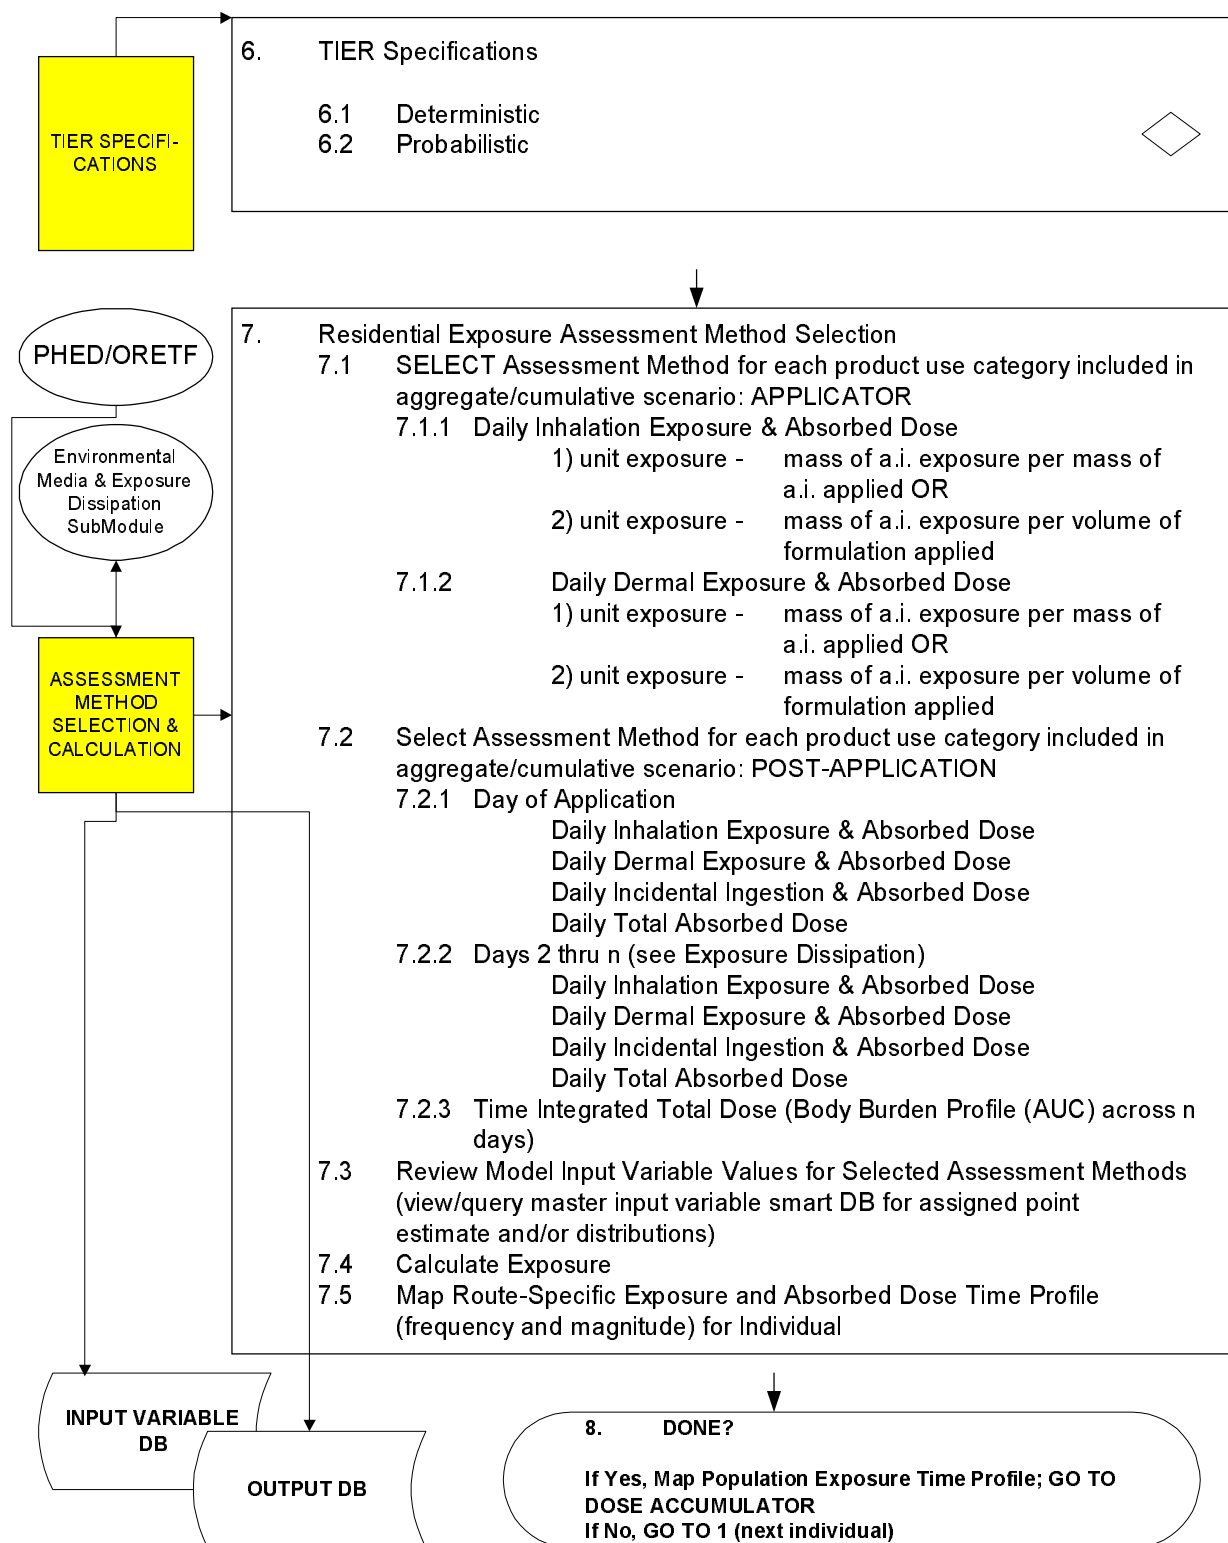 TIER SPECIFI-
CATIONS
6. TIER Specifications
6.1 Deterministic
6.2 Probabilistic
PHED/ORETF
Environmental
Media & Exposure
Dissipation
SubModule
ASSESSMENT
METHOD
SELECTION &
CALCULATION
7. Residential Exposure Assessment Method Selection
7.1 SELECT Assessment Method for each product use category included in
aggregate/cumulative scenario: APPLICATOR
7.1.1 Daily Inhalation Exposure & Absorbed Dose
1) unit exposure - mass of a.i. exposure per mass of
a.i. applied OR
2) unit exposure - mass of a.i. exposure per volume of
formulation applied
7.1.2 Daily Dermal Exposure & Absorbed Dose
1) unit exposure - mass of a.i. exposure per mass of
a.i. applied OR
2) unit exposure - mass of a.i. exposure per volume of
formulation applied
7.2 Select Assessment Method for each product use category included in
aggregate/cumulative scenario: POST-APPLICATION
7.2.1 Day of Application
Daily Inhalation Exposure & Absorbed Dose
Daily Dermal Exposure & Absorbed Dose
Daily Incidental Ingestion & Absorbed Dose
Daily Total Absorbed Dose
7.2.2 Days 2 thru n (see Exposure Dissipation)
Daily Inhalation Exposure & Absorbed Dose
Daily Dermal Exposure & Absorbed Dose
Daily Incidental Ingestion & Absorbed Dose
Daily Total Absorbed Dose
7.2.3 Time Integrated Total Dose (Body Burden Profile (AUC) across n
days)
7.3 Review Model Input Variable Values for Selected Assessment Methods
(view/query master input variable smart DB for assigned point
estimate and/or distributions)
7.4 Calculate Exposure
7.5 Map Route-Specific Exposure and Absorbed Dose Time Profile
(frequency and magnitude) for Individual
INPUT VARIABLE
DB
OUTPUT DB
8. DONE?
If Yes, Map Population Exposure Time Profile; GO TO
DOSE ACCUMULATOR
If No, GO TO 1 (next individual)